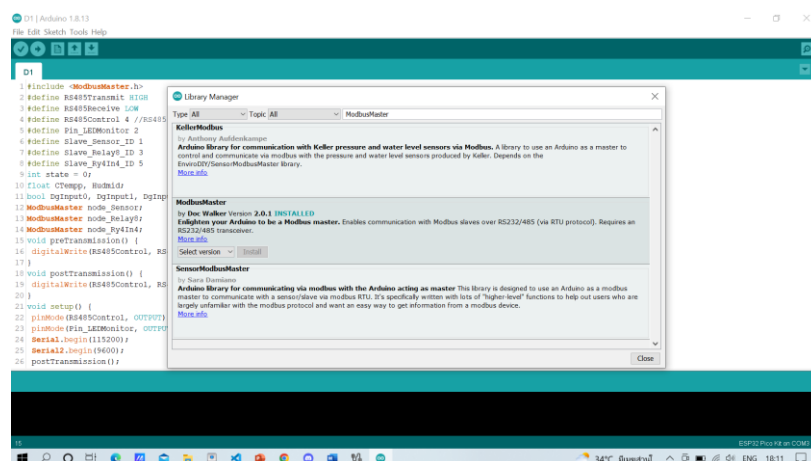 D1 | Arduino 1.8.13
File Edit Sketch Tools Help
D1
1 #include <ModbusMaster.h>
2 #define RS485Transmit HIGH
3 #define RS485Receive LOW
4 #define RS485Control 4 //RS485
5 #define Pin_LEDMonitor 2
6 #define Slave_Sensor_ID 1
7 #define Slave_Relay8_ID 3
8 #define Slave_Ry4In4_ID 5
9 int state = 0;
10 float CTempp, Hudmid;
11 bool DgInput0, DgInput1, DgInp
12 ModbusMaster node_Sensor;
13 ModbusMaster node_Relay8;
14 ModbusMaster node_Ry4In4;
15 void preTransmission() {
16 digitalWrite(RS485Control, RS
17 }
18 void postTransmission() {
19 digitalWrite(RS485Control, RS
20 }
21 void setup() {
22 pinMode(RS485Control, OUTPUT)
23 pinMode(Pin_LEDMonitor, OUTPU
24 Serial.begin(115200);
25 Serial2.begin(9600);
26 postTransmission();
Library Manager
Type All Topic All ModbusMaster
KellerModbus
by Anthony Aufdenkampe
Arduino library for communication with Keller pressure and water level sensors via Modbus. A library to use an Arduino as a master to
control and communicate via modbus with the pressure and water level sensors produced by Keller. Depends on the
EnviroDIY/SensorModbusMaster library.
More info
ModbusMaster
by Doc Walker Version 2.0.1 INSTALLED
Enlighten your Arduino to be a Modbus master. Enables communication with Modbus slaves over RS232/485 (via RTU protocol). Requires an
RS232/485 transceiver.
More info
Select version Install
SensorModbusMaster
by Sara Damiano
Arduino library for communicating via modbus with the Arduino acting as master This library is designed to use an Arduino as a modbus
master to communicate with a sensor/slave via modbus RTU. It's specifically written with lots of "higher-level" functions to help out users who are
largely unfamiliar with the modbus protocol and want an easy way to get information from a modbus device.
More info
Close
15
ESP32 Pico Kit on COM3
34°C มีเมฆส่วนมาก ENG 18:11